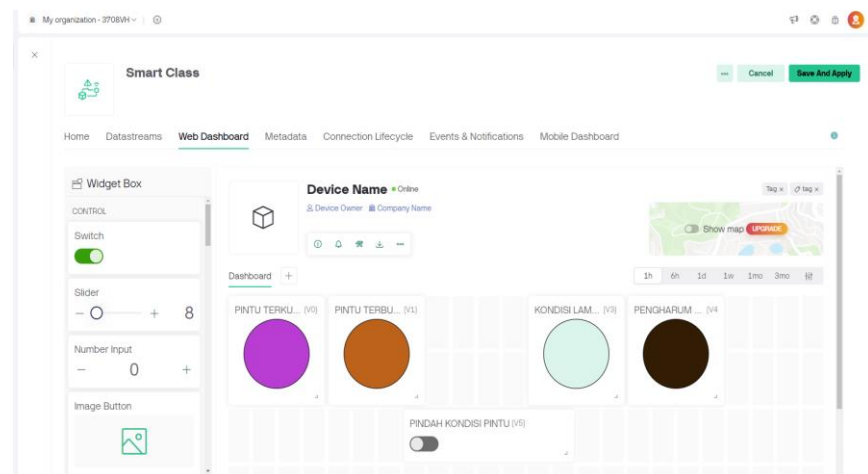 My organization - 3708VH
Smart Class
Cancel
Save And Apply
Home Datastreams Web Dashboard Metadata Connection Lifecycle Events & Notifications Mobile Dashboard
Widget Box
CONTROL
Switch
Slider
− + 8
Number Input
− 0 +
Image Button
Device Name • Online
Device Owner Company Name
Tag × tag ×
Show map UPGRADE
Dashboard +
1h 6h 1d 1w 1mo 3mo
PINTU TERKU... (V0) PINTU TERBU... (V1) KONDISI LAM... (V3) PENGHARUM ... (V4
PINDAH KONDISI PINTU (V5)